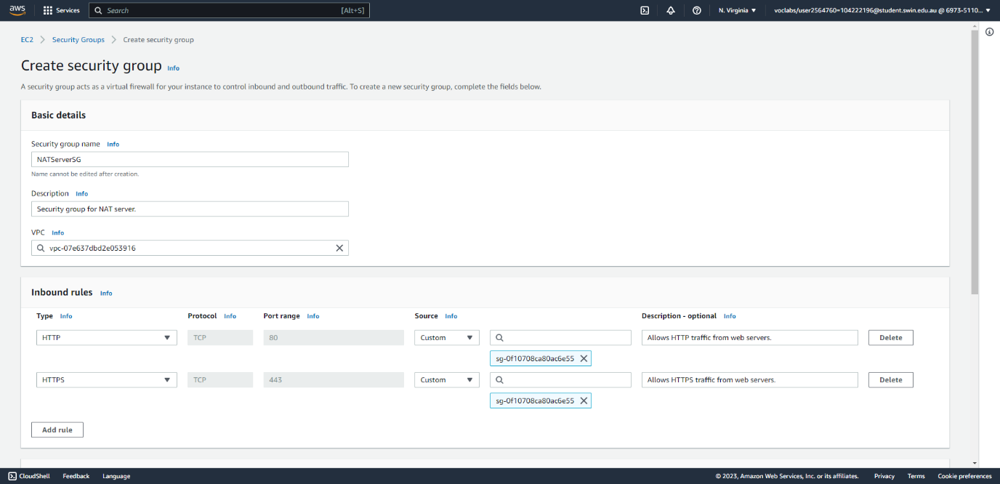 aws Services Search [Alt+S] N. Virginia voclabs/user2564760=104222196@student.swin.edu.au @ 6973-5110...
EC2 Security Groups Create security group
Create security group Info
A security group acts as a virtual firewall for your instance to control inbound and outbound traffic. To create a new security group, complete the fields below.
Basic details
Security group name Info
NATServerSG
Name cannot be edited after creation.
Description Info
Security group for NAT server.
VPC Info
vpc-07e637dbd2e053916
Inbound rules Info
Type Info Protocol Info Port range Info Source Info Description - optional Info
HTTP TCP 80 Custom Allows HTTP traffic from web servers. Delete
sg-0f10708ca80ac6e55
HTTPS TCP 443 Custom Allows HTTPS traffic from web servers. Delete
sg-0f10708ca80ac6e55
Add rule
CloudShell Feedback Language © 2023, Amazon Web Services, Inc. or its affiliates. Privacy Terms Cookie preferences